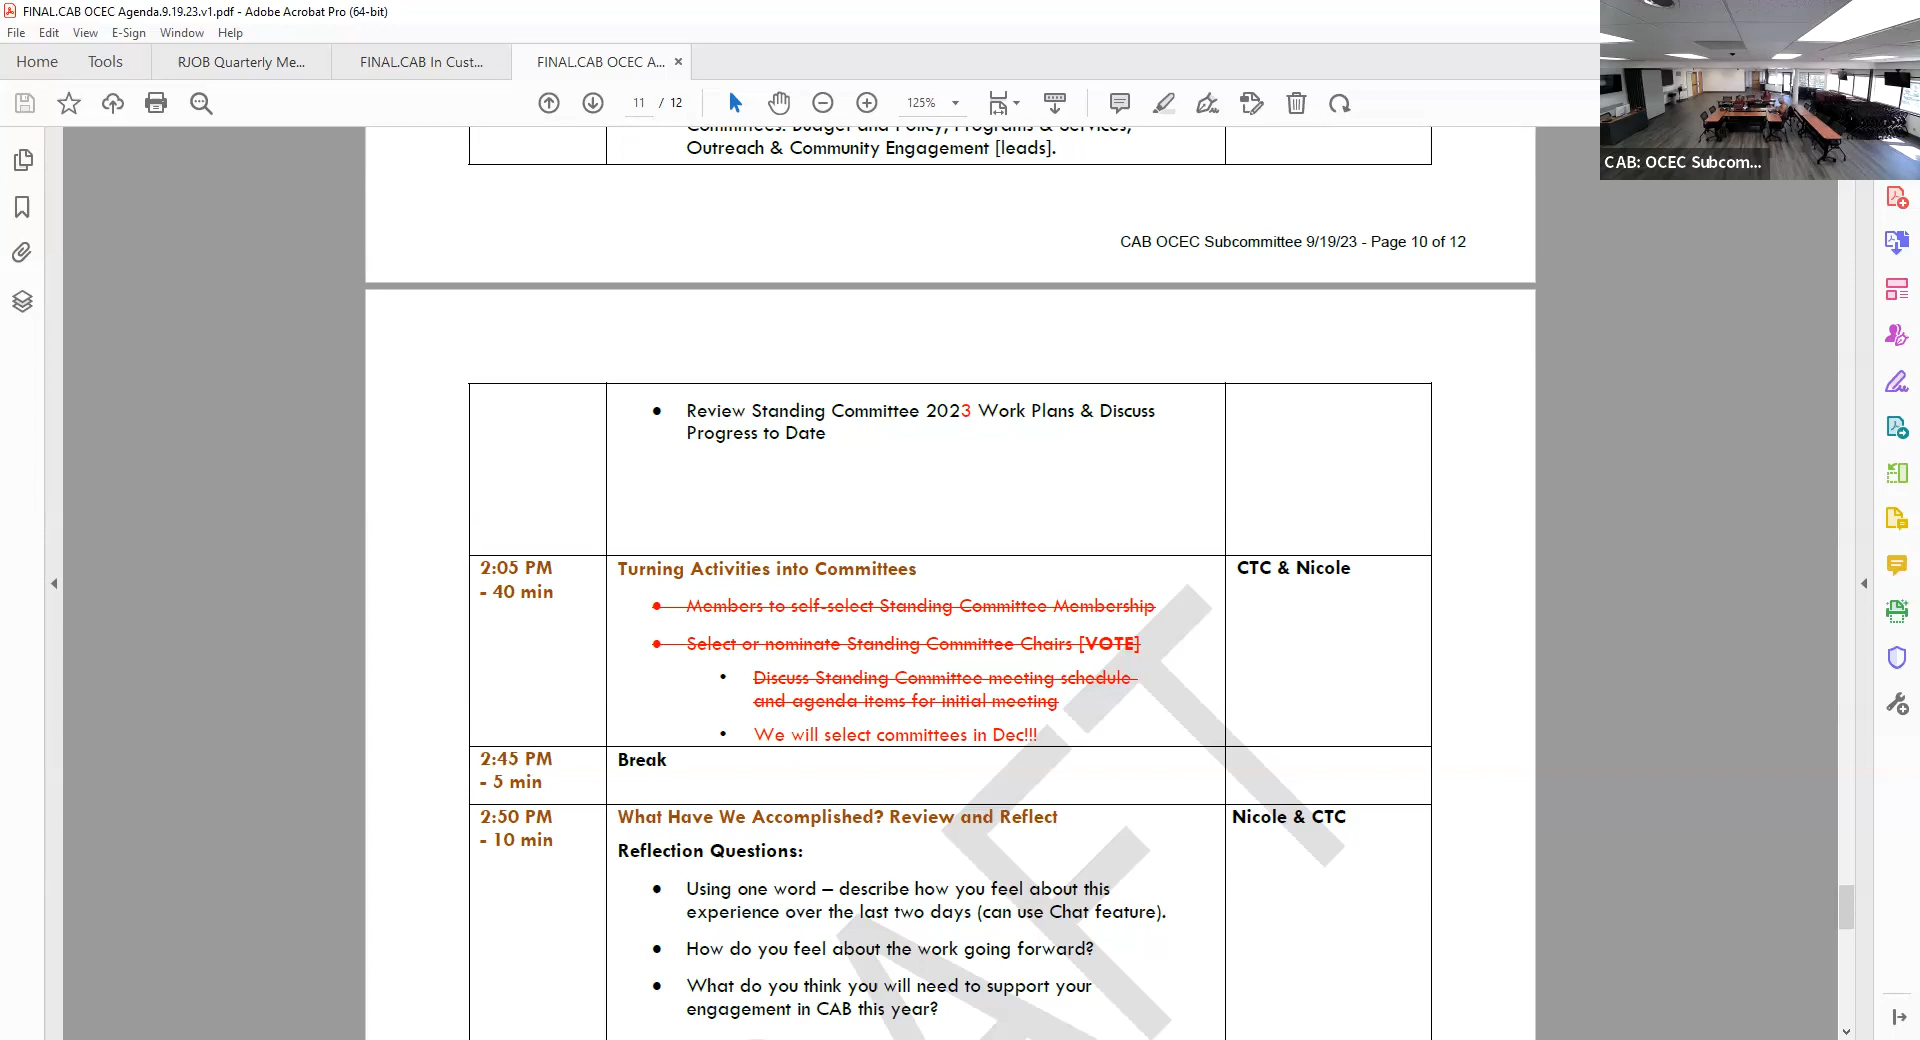 FINAL.CAB OCEC Agenda.9.19.23.v1.pdf - Adobe Acrobat Pro (64-bit)
File Edit View E-Sign Window Help
Home Tools RJOB Quarterly Me... FINAL.CAB In Cust... FINAL.CAB OCEC A...
11 / 12 125%
CAB: OCEC Subcom...
Committees: Budget and Policy, Programs & Services,
Outreach & Community Engagement [leads].
CAB OCEC Subcommittee 9/19/23 - Page 10 of 12
• Review Standing Committee 2023 Work Plans & Discuss
Progress to Date
2:05 PM
- 40 min
Turning Activities into Committees
CTC & Nicole
• Members to self-select Standing Committee Membership
• Select or nominate Standing Committee Chairs [VOTE]
• Discuss Standing Committee meeting schedule
and agenda items for initial meeting
• We will select committees in Dec!!!
2:45 PM
- 5 min
Break
2:50 PM
- 10 min
What Have We Accomplished? Review and Reflect
Nicole & CTC
Reflection Questions:
• Using one word – describe how you feel about this
experience over the last two days (can use Chat feature).
• How do you feel about the work going forward?
• What do you think you will need to support your
engagement in CAB this year?